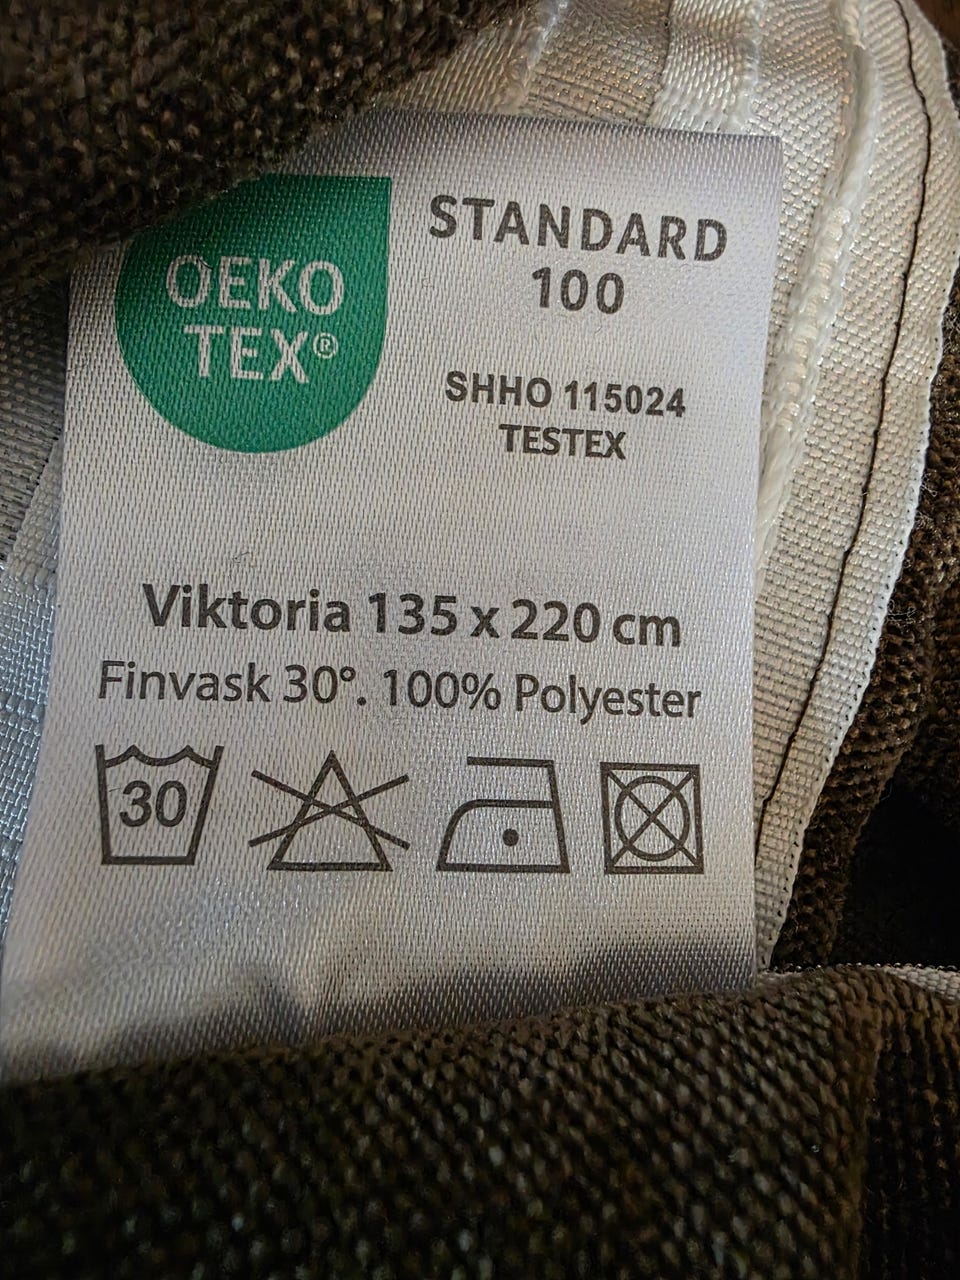 OEKO
TEX®
STANDARD
100
SHHO 115024
TESTEX
Viktoria 135 x 220 cm
Finvask 30°. 100% Polyester
30